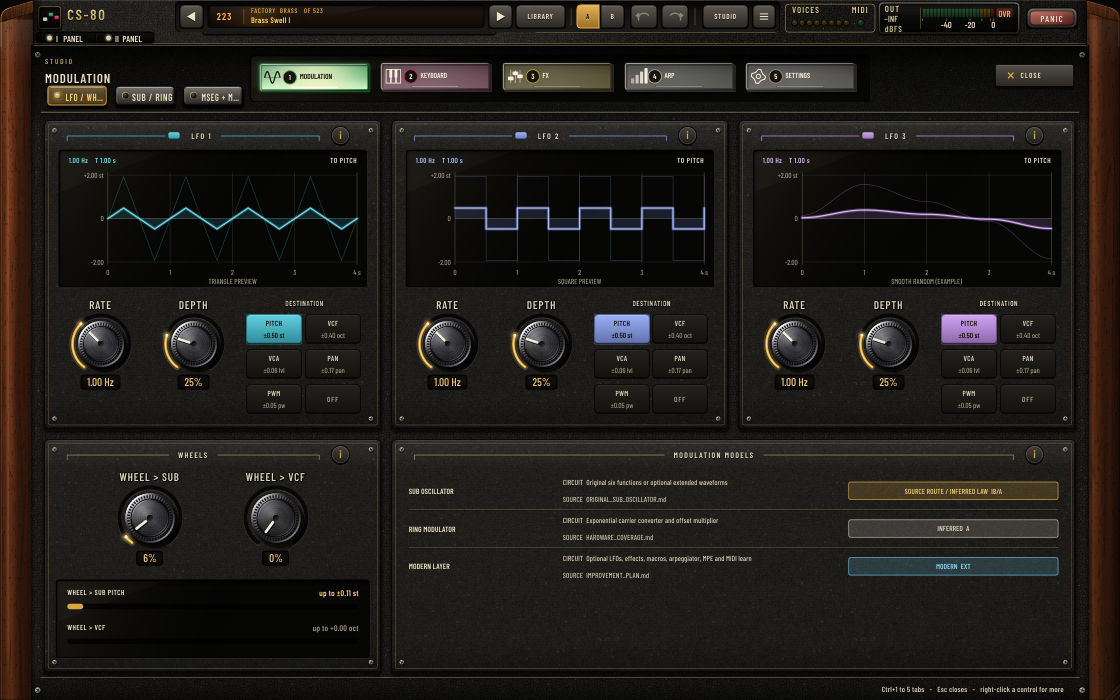 CS-80
223
FACTORY BRASS OF 523
Brass Swell I
LIBRARY
A
B
STUDIO
VOICES MIDI
OUT
-INF
dBFS
-40 -20 0
OVR
PANIC
I PANEL
II PANEL
STUDIO
MODULATION
LFO / WH...
SUB / RING
MSEG + M...
1 MODULATION
2 KEYBOARD
3 FX
4 ARP
5 SETTINGS
CLOSE
LFO 1
i
1.00 Hz T 1.00 s
TO PITCH
+2.00 st
0
-2.00
0 1 2 3 4 s
TRIANGLE PREVIEW
RATE
DEPTH
DESTINATION
PITCH
±0.50 st
VCF
±0.40 oct
VCA
±0.06 lvl
PAN
±0.17 pan
PWM
±0.05 pw
OFF
1.00 Hz
25%
LFO 2
i
1.00 Hz T 1.00 s
TO PITCH
+2.00 st
0
-2.00
0 1 2 3 4 s
SQUARE PREVIEW
RATE
DEPTH
DESTINATION
PITCH
±0.50 st
VCF
±0.40 oct
VCA
±0.06 lvl
PAN
±0.17 pan
PWM
±0.05 pw
OFF
1.00 Hz
25%
LFO 3
i
1.00 Hz T 1.00 s
TO PITCH
+2.00 st
0
-2.00
0 1 2 3 4 s
SMOOTH RANDOM (EXAMPLE)
RATE
DEPTH
DESTINATION
PITCH
±0.50 st
VCF
±0.40 oct
VCA
±0.06 lvl
PAN
±0.17 pan
PWM
±0.05 pw
OFF
1.00 Hz
25%
WHEELS
i
WHEEL > SUB
WHEEL > VCF
6%
0%
WHEEL > SUB PITCH
up to ±0.11 st
WHEEL > VCF
up to +0.00 oct
MODULATION MODELS
i
SUB OSCILLATOR
CIRCUIT Original six functions or optional extended waveforms
SOURCE ORIGINAL_SUB_OSCILLATOR.md
SOURCE ROUTE / INFERRED LAW IB/A
RING MODULATOR
CIRCUIT Exponential carrier converter and offset multiplier
SOURCE HARDWARE_COVERAGE.md
INFERRED A
MODERN LAYER
CIRCUIT Optional LFOs, effects, macros, arpeggiator, MPE and MIDI learn
SOURCE IMPROVEMENT_PLAN.md
MODERN EXT
Ctrl+1 to 5 tabs - Esc closes - right-click a control for more